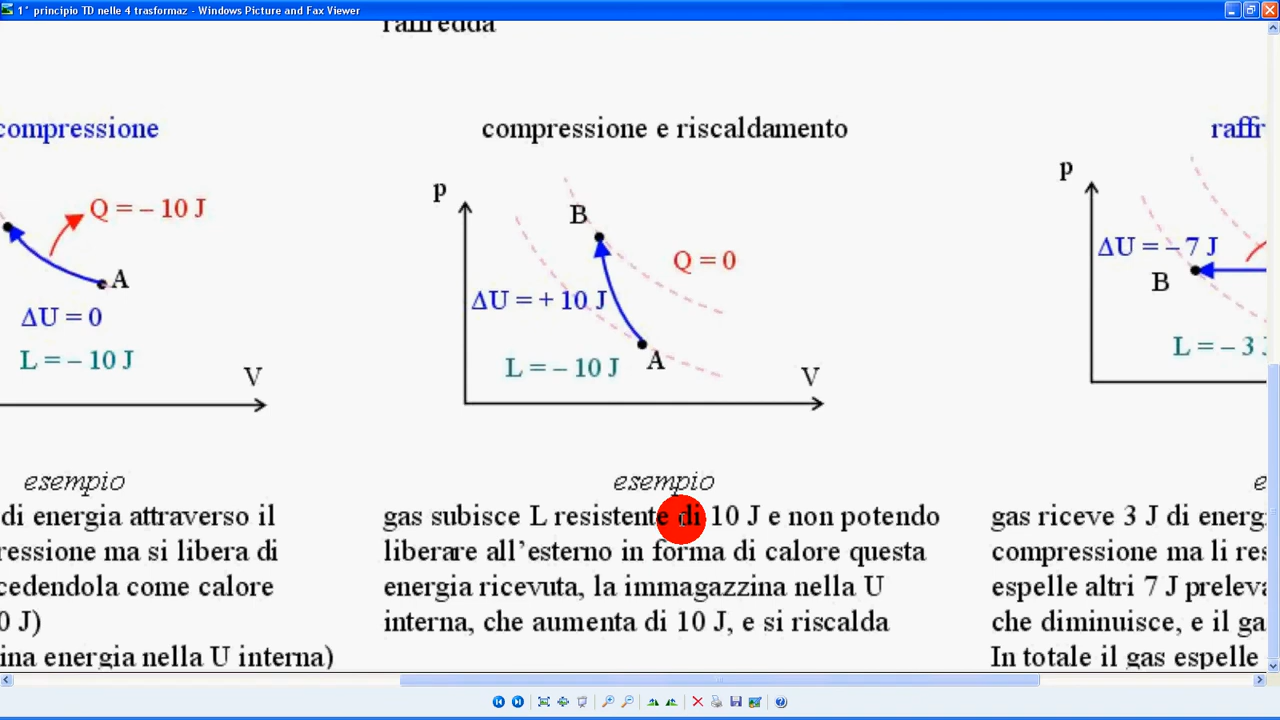 1° principio TD nelle 4 trasformaz - Windows Picture and Fax Viewer
raffredda
compressione
Q = – 10 J
A
ΔU = 0
L = – 10 J
V
esempio
di energia attraverso il
ressione ma si libera di
cedendola come calore
0 J)
ina energia nella U interna)
compressione e riscaldamento
p
B
Q = 0
ΔU = + 10 J
L = – 10 J
A
V
esempio
gas subisce L resistente di 10 J e non potendo
liberare all’esterno in forma di calore questa
energia ricevuta, la immagazzina nella U
interna, che aumenta di 10 J, e si riscalda
raffr
p
ΔU = – 7 J
B
L = – 3 J
e
gas riceve 3 J di energ
compressione ma li res
espelle altri 7 J preleva
che diminuisce, e il ga
In totale il gas espelle